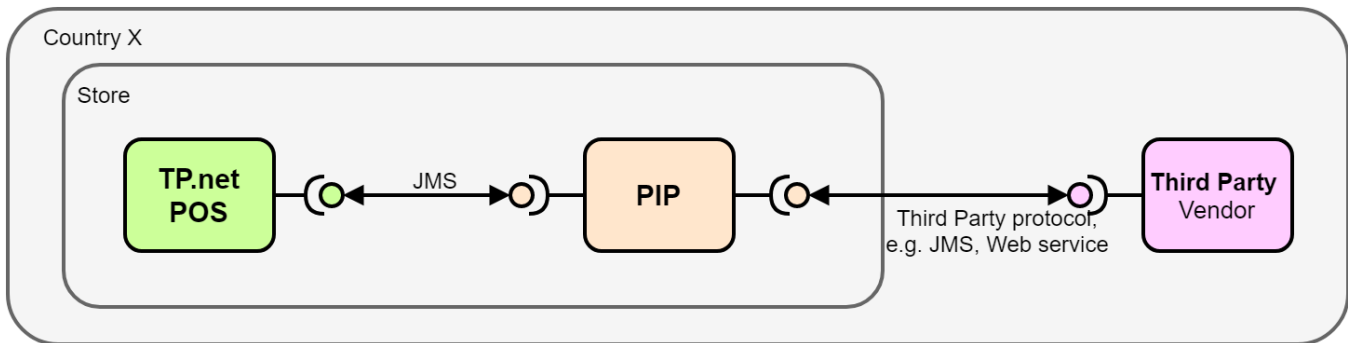 Country X
Store
TP.net
POS
JMS
PIP
Third Party protocol,
e.g. JMS, Web service
Third Party
Vendor